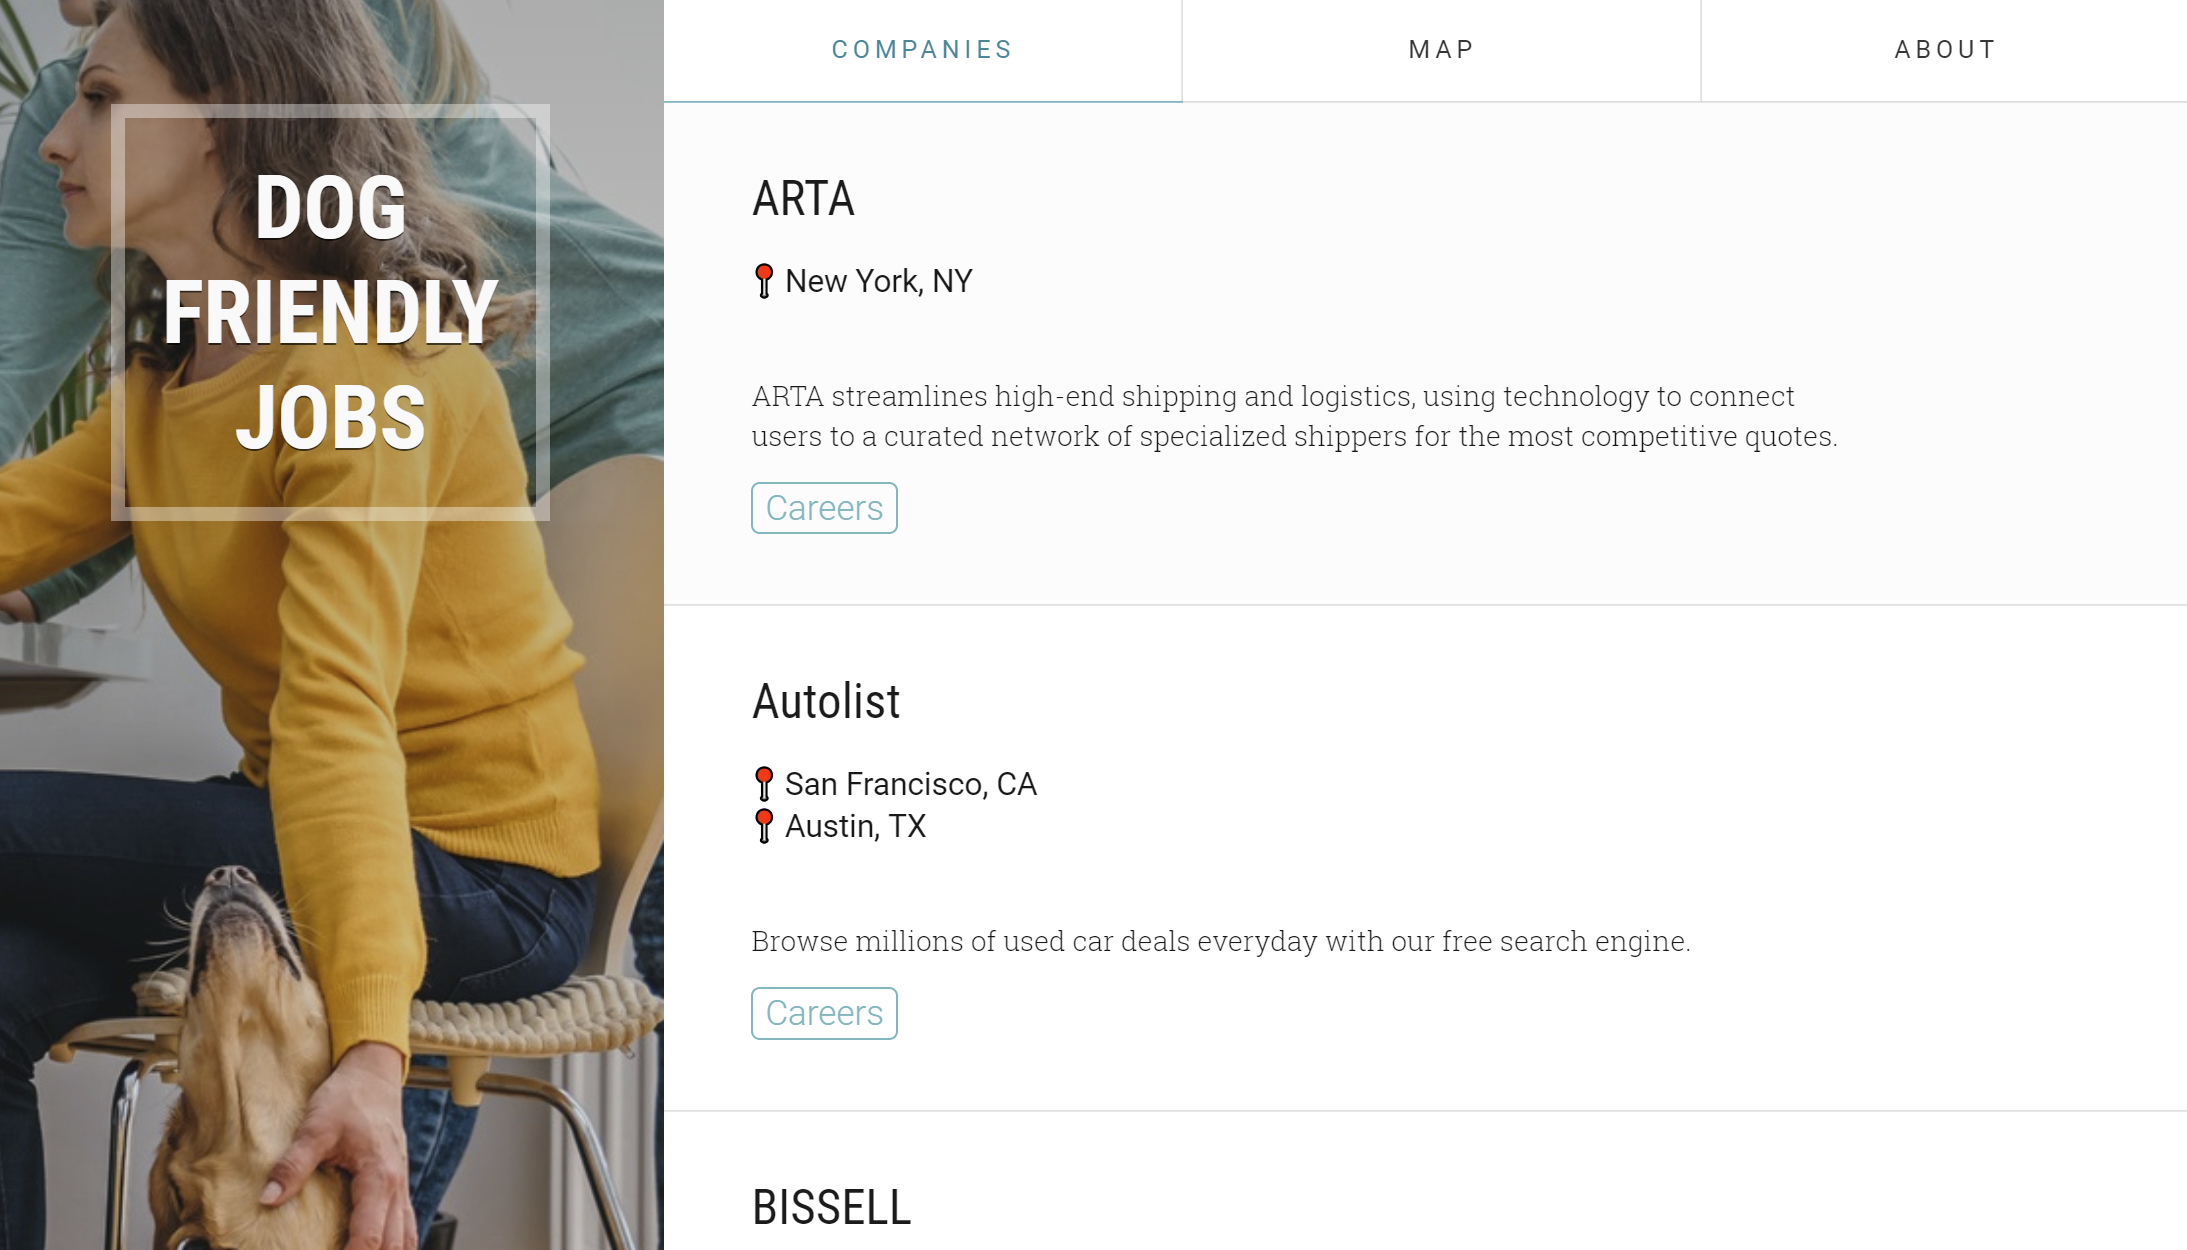 DOG
FRIENDLY
JOBS
COMPANIES
MAP
ABOUT
ARTA
New York, NY
ARTA streamlines high-end shipping and logistics, using technology to connect
users to a curated network of specialized shippers for the most competitive quotes.
Careers
Autolist
San Francisco, CA
Austin, TX
Browse millions of used car deals everyday with our free search engine.
Careers
BISSELL